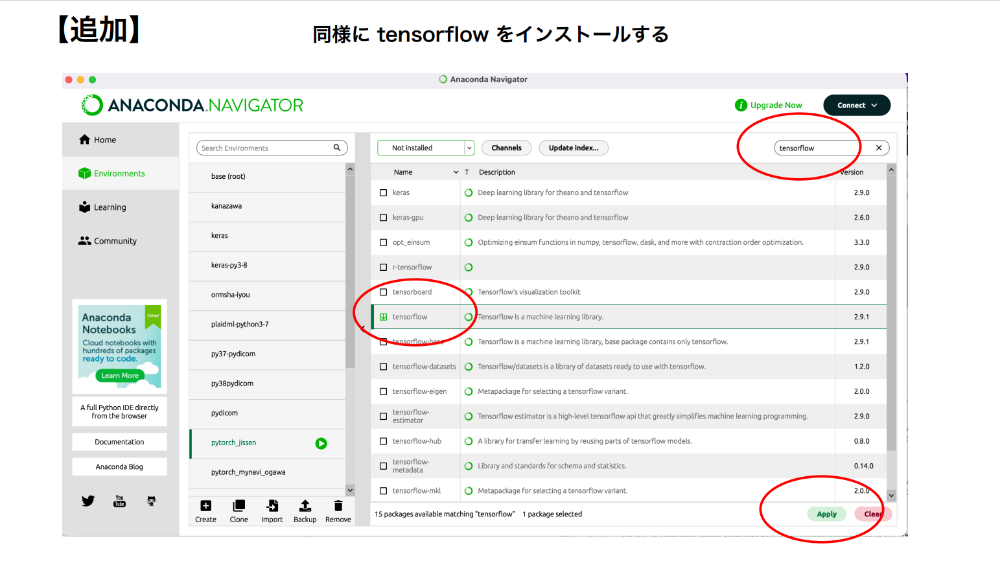 【追加】
同様に tensorflow をインストールする
Anaconda Navigator
ANACONDA.NAVIGATOR
Upgrade Now
Connect
Home
Environments
Learning
Community
Anaconda Notebooks
New!
Cloud notebooks with
hundreds of packages
ready to code.
Learn More
A full Python IDE directly
from the browser
Documentation
Anaconda Blog
You
Tube
Search Environments
base (root)
kanazawa
keras
keras-py3-8
ormsha-iyou
plaidml-python3-7
py37-pydicom
py38pydicom
pydicom
pytorch_jissen
pytorch_mynavi_ogawa
Create Clone Import Backup Remove
Not installed
Channels
Update index...
tensorflow
Name T Description Version
keras Deep learning library for theano and tensorflow 2.9.0
keras-gpu Deep learning library for theano and tensorflow 2.6.0
opt_einsum Optimizing einsum functions in numpy, tensorflow, dask, and more with contraction order optimization. 3.3.0
r-tensorflow 2.9.0
tensorboard Tensorflow's visualization toolkit 2.9.0
tensorflow Tensorflow is a machine learning library. 2.9.1
tensorflow-base Tensorflow is a machine learning library, base package contains only tensorflow. 2.9.1
tensorflow-datasets Tensorflow/datasets is a library of datasets ready to use with tensorflow. 1.2.0
tensorflow-eigen Metapackage for selecting a tensorflow variant. 2.0.0
tensorflow-
estimator Tensorflow estimator is a high-level tensorflow api that greatly simplifies machine learning programming. 2.9.0
tensorflow-hub A library for transfer learning by reusing parts of tensorflow models. 0.8.0
tensorflow-
metadata Library and standards for schema and statistics. 0.14.0
tensorflow-mkl Metapackage for selecting a tensorflow variant. 2.0.0
15 packages available matching "tensorflow" 1 package selected
Apply
Clear